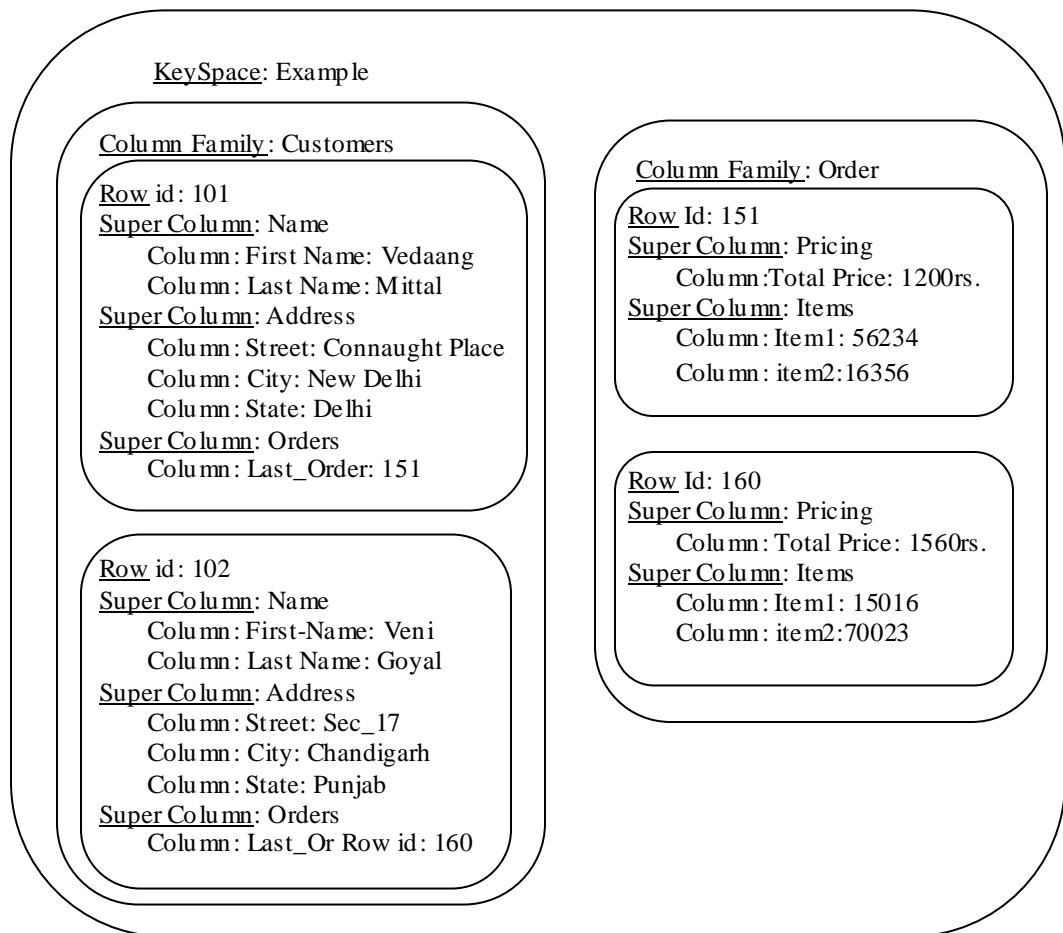 KeySpace: Example
Column Family: Customers
Row id: 101
Super Column: Name
Column: First Name: Vedaang
Column: Last Name: Mittal
Super Column: Address
Column: Street: Connaught Place
Column: City: New Delhi
Column: State: Delhi
Super Column: Orders
Column: Last_Order: 151
Row id: 102
Super Column: Name
Column: First-Name: Veni
Column: Last Name: Goyal
Super Column: Address
Column: Street: Sec_17
Column: City: Chandigarh
Column: State: Punjab
Super Column: Orders
Column: Last_Or Row id: 160
Column Family: Order
Row Id: 151
Super Column: Pricing
Column:Total Price: 1200rs.
Super Column: Items
Column: Item1: 56234
Column: item2:16356
Row Id: 160
Super Column: Pricing
Column: Total Price: 1560rs.
Super Column: Items
Column: Item1: 15016
Column: item2:70023